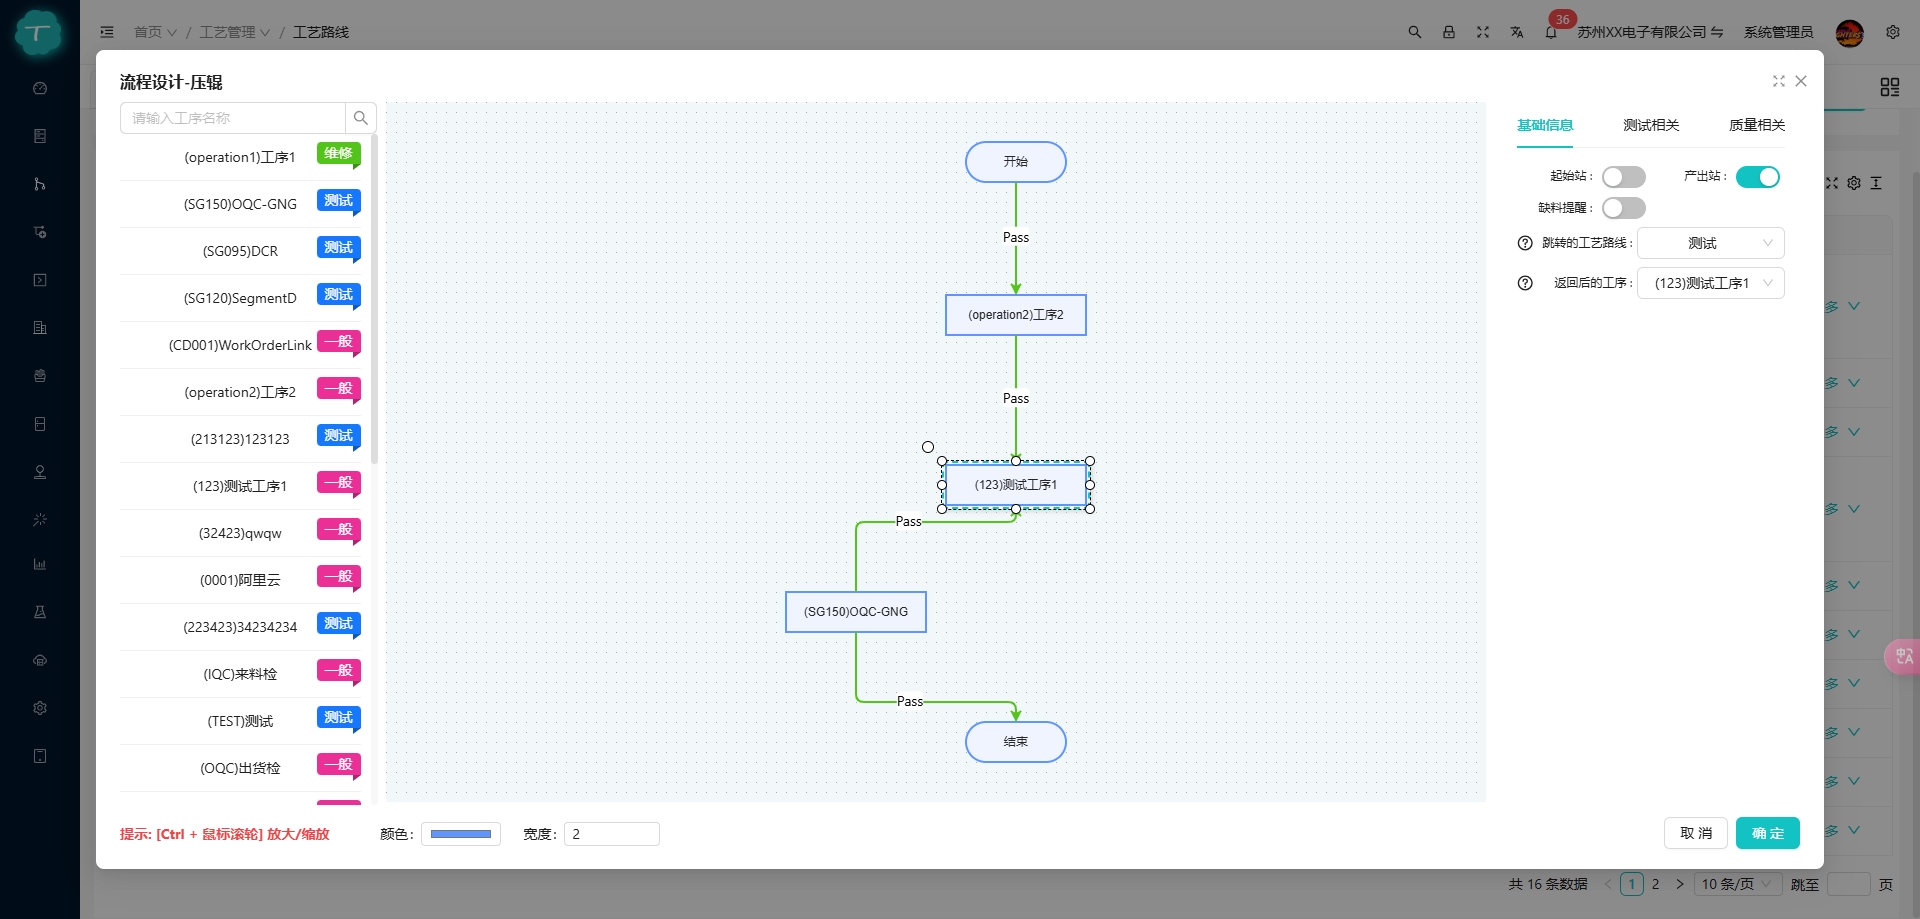 T
首页 / 工艺管理 / 工艺路线
36
苏州XX电子有限公司
系统管理员
流程设计-压辊
请输入工序名称
(operation1)工序1 维修
(SG150)OQC-GNG 测试
(SG095)DCR 测试
(SG120)SegmentD 测试
(CD001)WorkOrderLink 一般
(operation2)工序2 一般
(213123)123123 测试
(123)测试工序1 一般
(32423)qwqw 一般
(0001)阿里云 一般
(223423)34234234 测试
(IQC)来料检 一般
(TEST)测试 测试
(OQC)出货检 一般
开始
Pass
(operation2)工序2
Pass
(123)测试工序1
Pass
(SG150)OQC-GNG
Pass
结束
基础信息 测试相关 质量相关
起始站: 产出站:
缺料提醒:
跳转的工艺路线: 测试
返回后的工序: (123)测试工序1
多
多
多
多
多
多
多
多
多
多
提示: [Ctrl + 鼠标滚轮] 放大/缩放
颜色: 宽度: 2
取 消 确 定
共 16 条数据 1 2 10 条/页 跳至 页